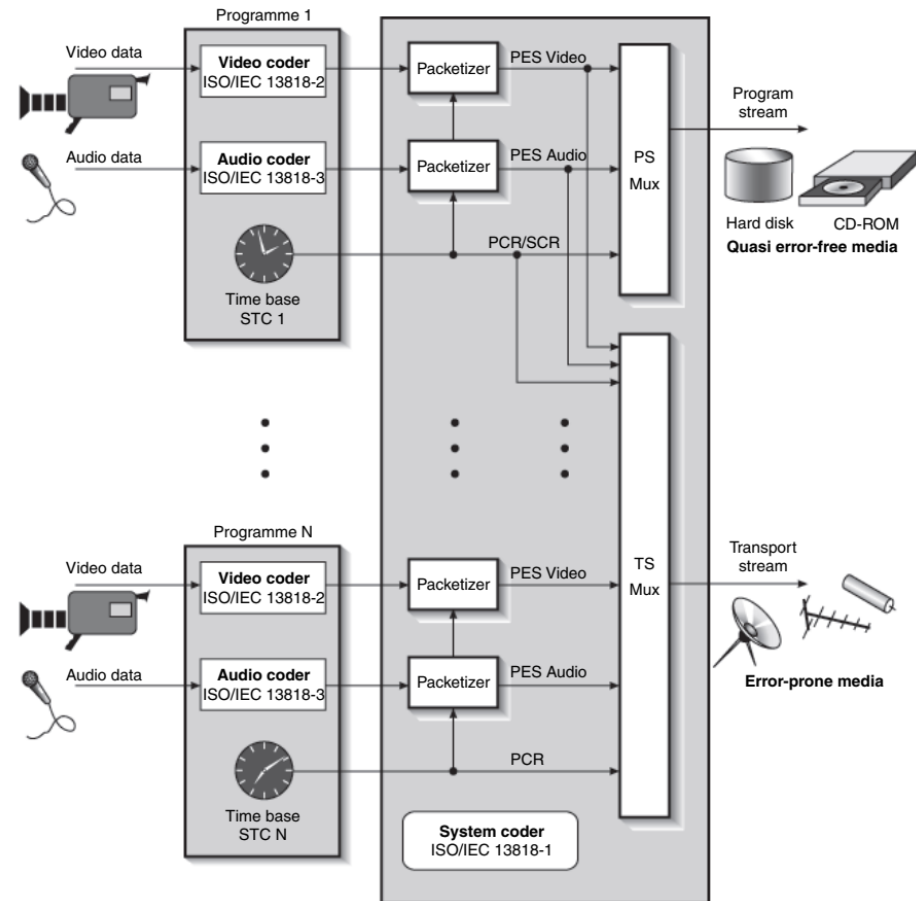 Programme 1
Video data
Video coder
ISO/IEC 13818-2
Packetizer
PES Video
Audio data
Audio coder
ISO/IEC 13818-3
Packetizer
PES Audio
PS
Mux
Program
stream
Hard disk
CD-ROM
Quasi error-free media
PCR/SCR
Time base
STC 1
Programme N
Video data
Video coder
ISO/IEC 13818-2
Packetizer
PES Video
Audio data
Audio coder
ISO/IEC 13818-3
Packetizer
PES Audio
TS
Mux
Transport
stream
Error-prone media
PCR
Time base
STC N
System coder
ISO/IEC 13818-1